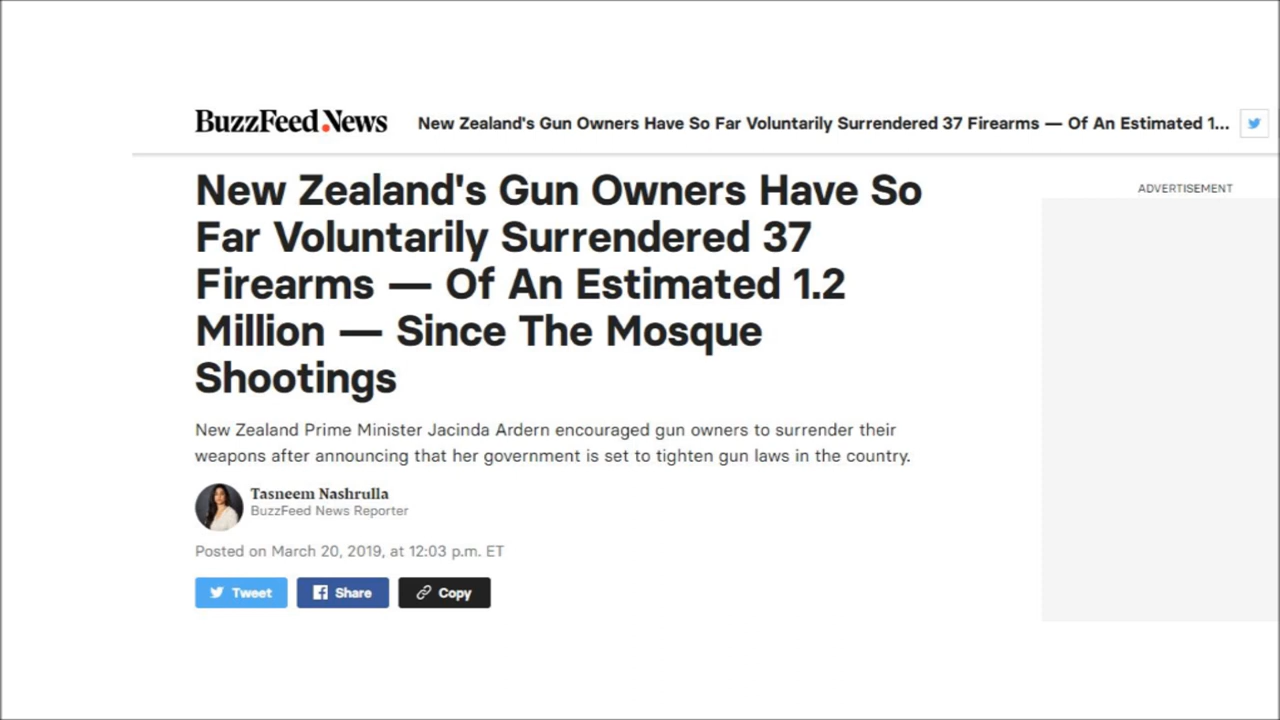 BuzzFeed News
New Zealand's Gun Owners Have So Far Voluntarily Surrendered 37 Firearms — Of An Estimated 1...
New Zealand's Gun Owners Have So
Far Voluntarily Surrendered 37
Firearms — Of An Estimated 1.2
Million — Since The Mosque
Shootings
ADVERTISEMENT
New Zealand Prime Minister Jacinda Ardern encouraged gun owners to surrender their
weapons after announcing that her government is set to tighten gun laws in the country.
Tasneem Nashrulla
BuzzFeed News Reporter
Posted on March 20, 2019, at 12:03 p.m. ET
Tweet
Share
Copy